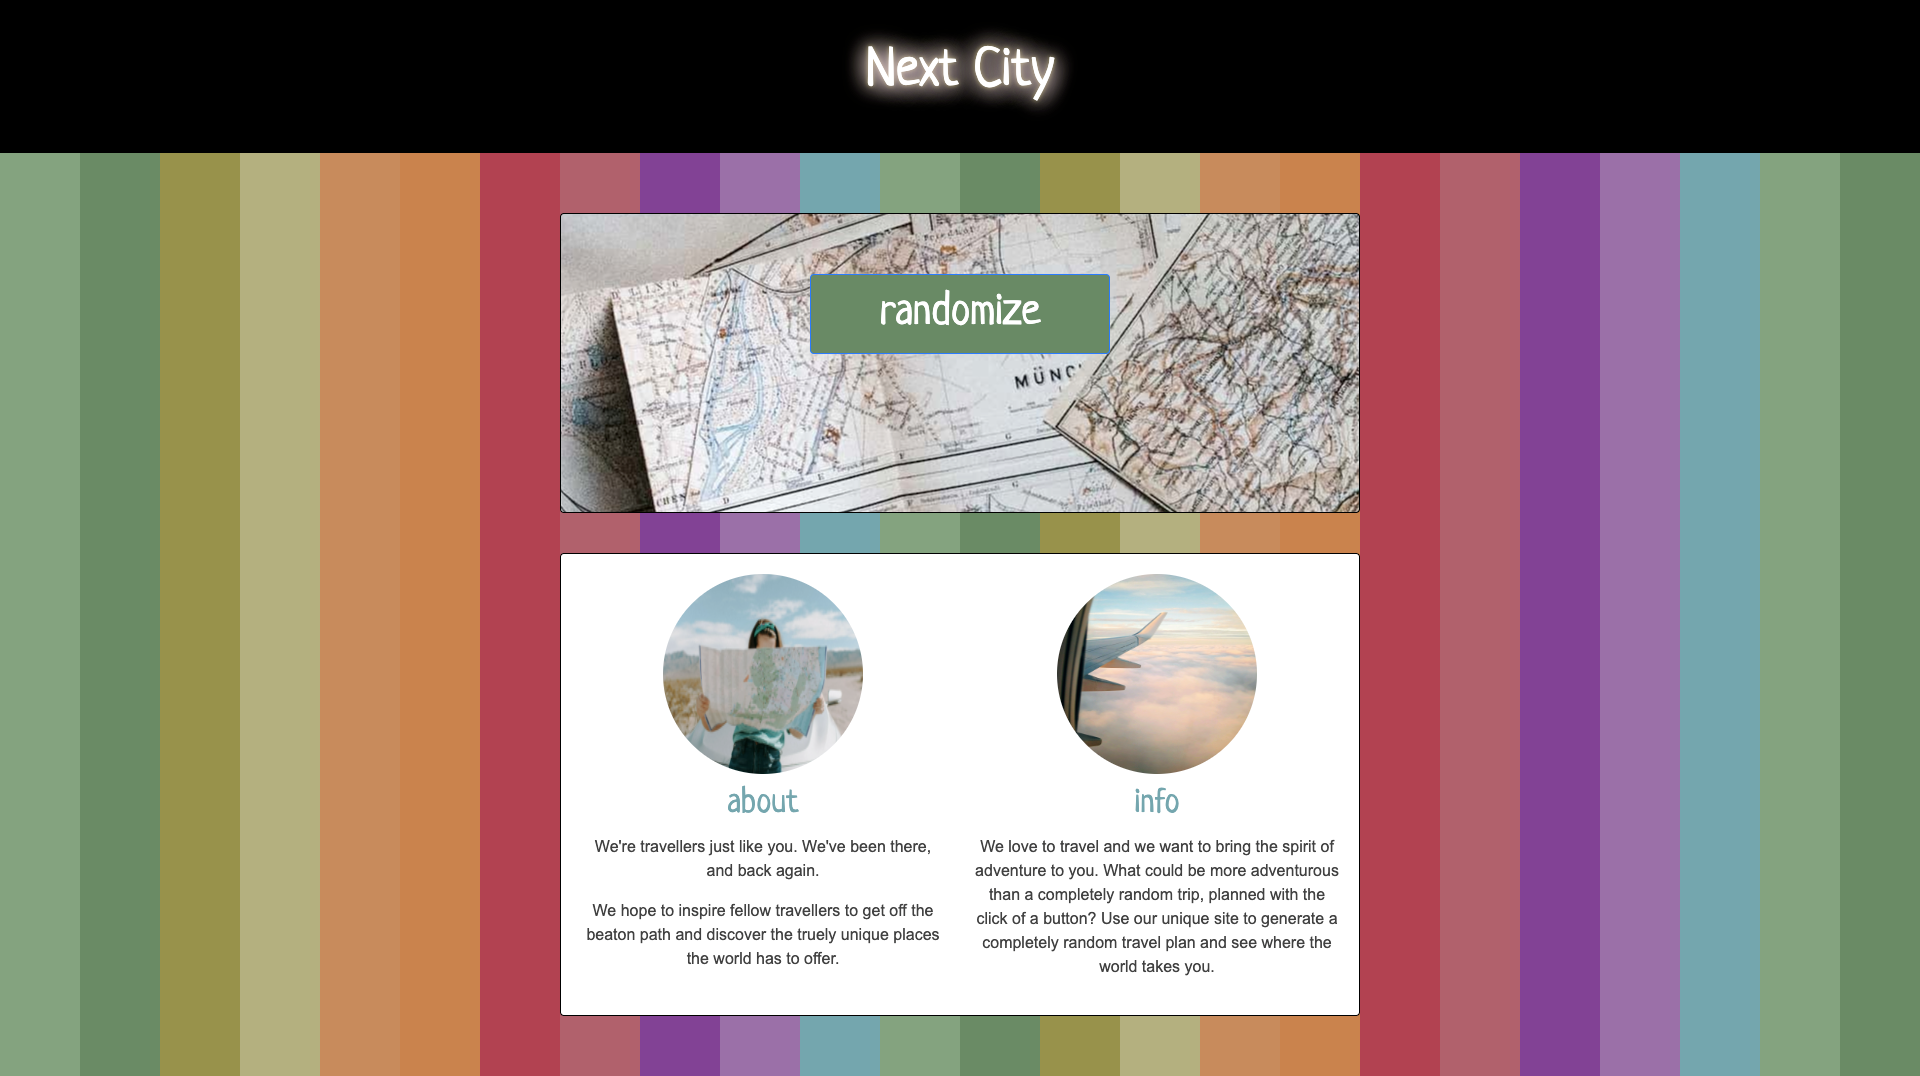 Next City
randomize
MÜNC
about
We're travellers just like you. We've been there,
and back again.
We hope to inspire fellow travellers to get off the
beaton path and discover the truely unique places
the world has to offer.
info
We love to travel and we want to bring the spirit of
adventure to you. What could be more adventurous
than a completely random trip, planned with the
click of a button? Use our unique site to generate a
completely random travel plan and see where the
world takes you.